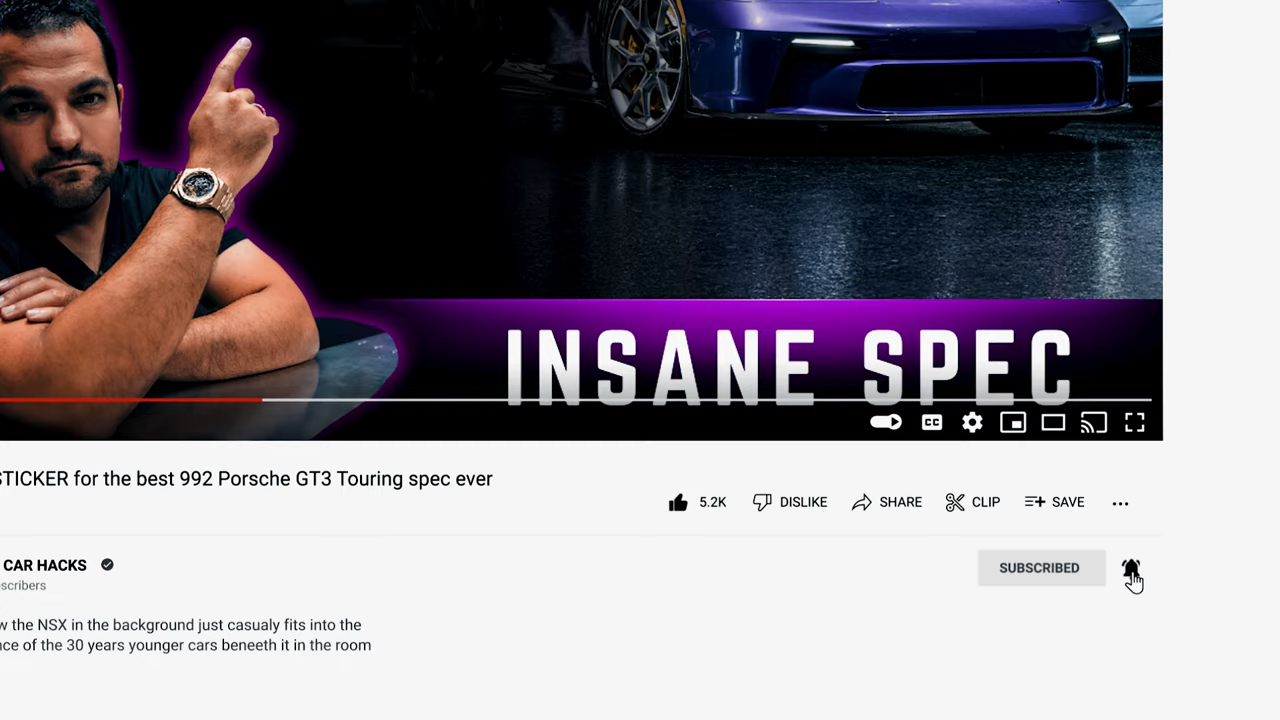 INSANE SPEC
CC
STICKER for the best 992 Porsche GT3 Touring spec ever
5.2K DISLIKE SHARE CLIP SAVE
CAR HACKS
scribers
SUBSCRIBED
w the NSX in the background just casualy fits into the
nce of the 30 years younger cars beneeth it in the room